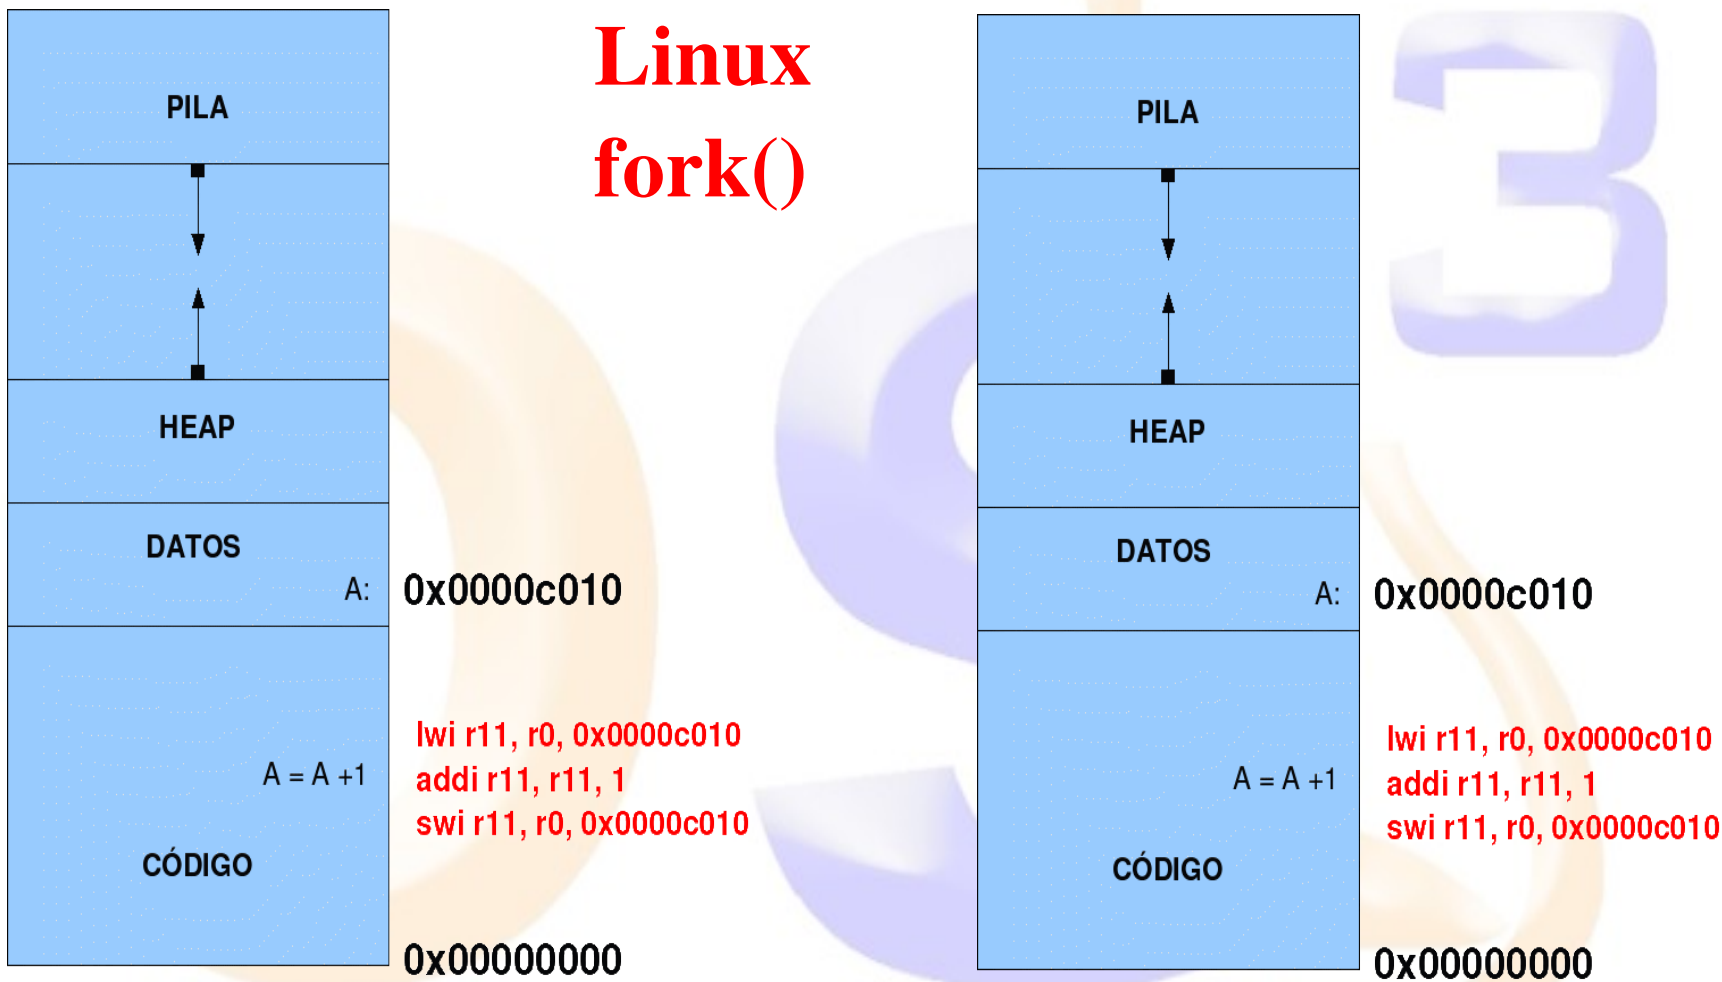 Linux
fork()
PILA
HEAP
DATOS
A: 0x0000c010
lwi r11, r0, 0x0000c010
A = A +1 addi r11, r11, 1
swi r11, r0, 0x0000c010
CÓDIGO
0x00000000
PILA
HEAP
DATOS
A: 0x0000c010
lwi r11, r0, 0x0000c010
A = A +1 addi r11, r11, 1
swi r11, r0, 0x0000c010
CÓDIGO
0x00000000
3